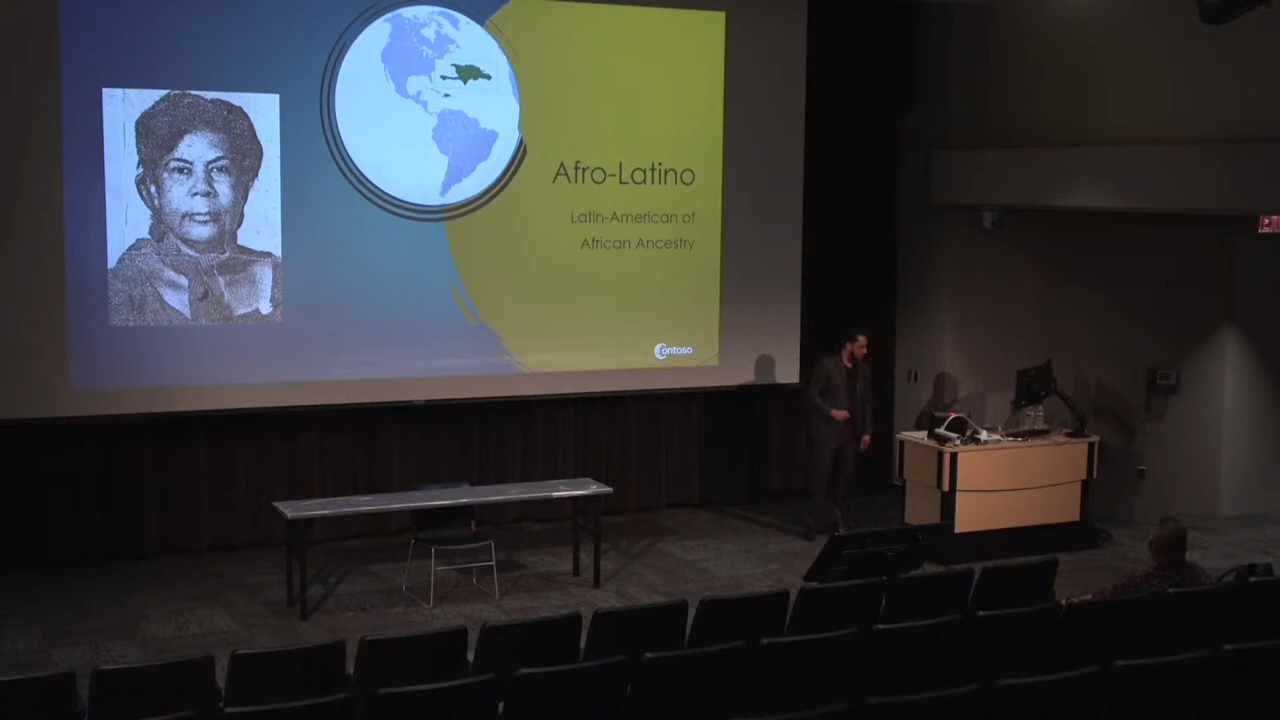 Afro-Latino
Latin-American of
African Ancestry
Contoso